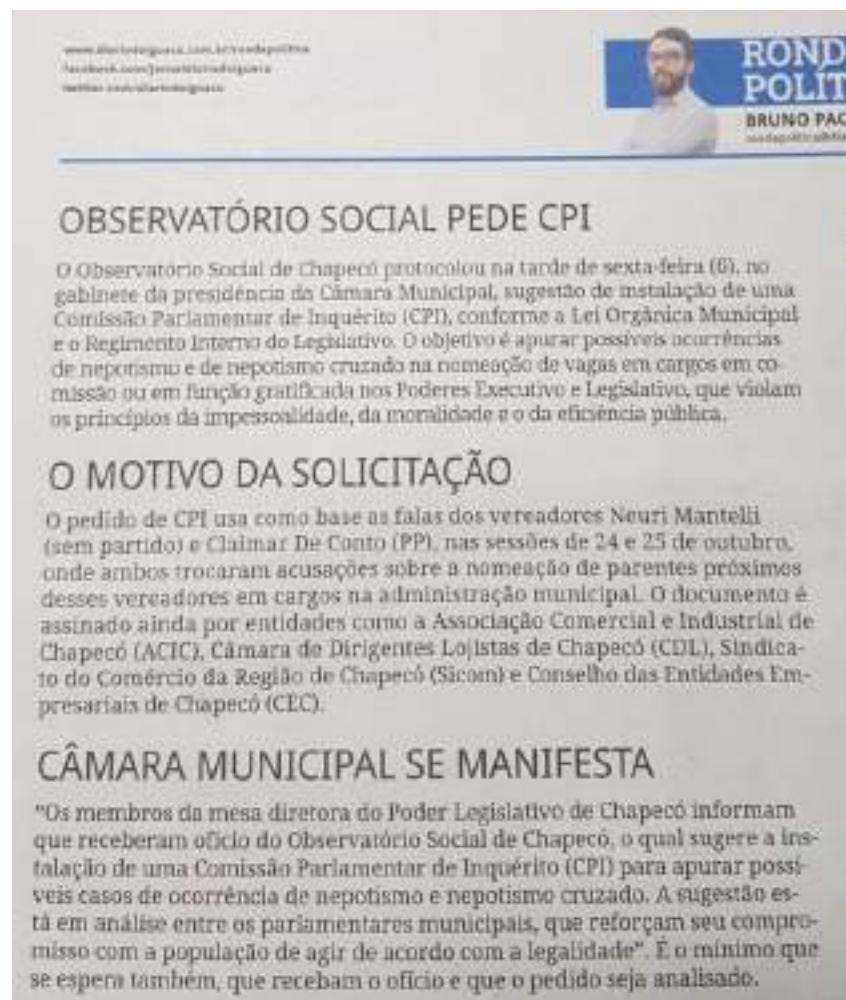 www.diariodoiguacu.com.br/rondapolitica
facebook.com/jornaldiariodoiguacu
twitter.com/diariodoiguacu
ROND
POLÍT
BRUNO PAC
OBSERVATÓRIO SOCIAL PEDE CPI
O Observatório Social de Chapecó protocolou na tarde de sexta-feira (6), no
gabinete da presidência da Câmara Municipal, sugestão de instalação de uma
Comissão Parlamentar de Inquérito (CPI), conforme a Lei Orgânica Municipal
e o Regimento Interno do Legislativo. O objetivo é apurar possíveis ocorrências
de nepotismo e de nepotismo cruzado na nomeação de vagas em cargos em co-
missão ou em função gratificada nos Poderes Executivo e Legislativo, que violam
os princípios da impessoalidade, da moralidade e o da eficiência pública.
O MOTIVO DA SOLICITAÇÃO
O pedido de CPI usa como base as falas dos vereadores Neuri Mantelli
(sem partido) e Claimar De Conto (PP), nas sessões de 24 e 25 de outubro,
onde ambos trocaram acusações sobre a nomeação de parentes próximos
desses vereadores em cargos na administração municipal. O documento é
assinado ainda por entidades como a Associação Comercial e Industrial de
Chapecó (ACIC), Câmara de Dirigentes Lojistas de Chapecó (CDL), Sindica-
to do Comércio da Região de Chapecó (Sicom) e Conselho das Entidades Em-
presariais de Chapecó (CEC).
CÂMARA MUNICIPAL SE MANIFESTA
"Os membros da mesa diretora do Poder Legislativo de Chapecó informam
que receberam ofício do Observatório Social de Chapecó, o qual sugere a ins-
talação de uma Comissão Parlamentar de Inquérito (CPI) para apurar possí-
veis casos de ocorrência de nepotismo e nepotismo cruzado. A sugestão es-
tá em análise entre os parlamentares municipais, que reforçam seu compro-
misso com a população de agir de acordo com a legalidade". É o mínimo que
se espera também, que recebam o ofício e que o pedido seja analisado.